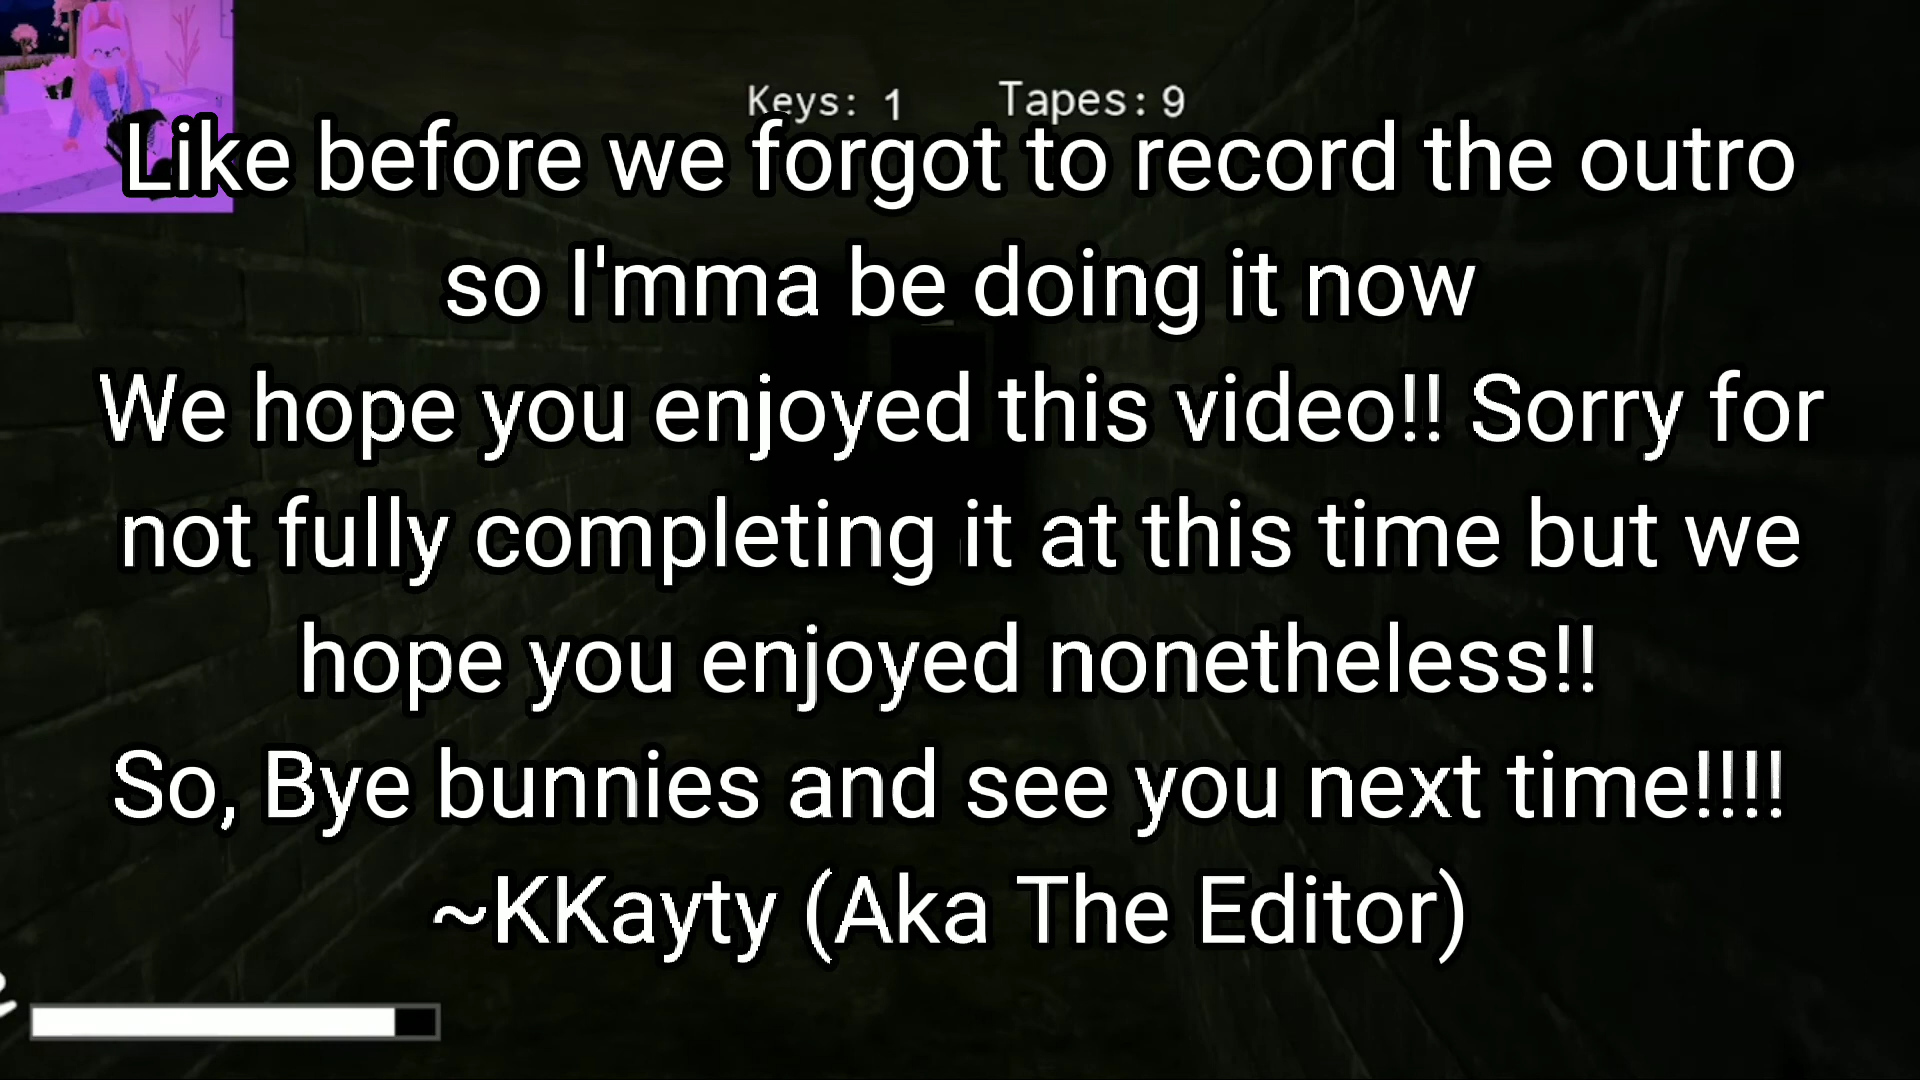 Keys: 1 Tapes: 9
Like before we forgot to record the outro
so I'mma be doing it now
We hope you enjoyed this video!! Sorry for
not fully completing it at this time but we
hope you enjoyed nonetheless!!
So, Bye bunnies and see you next time!!!!
~KKayty (Aka The Editor)